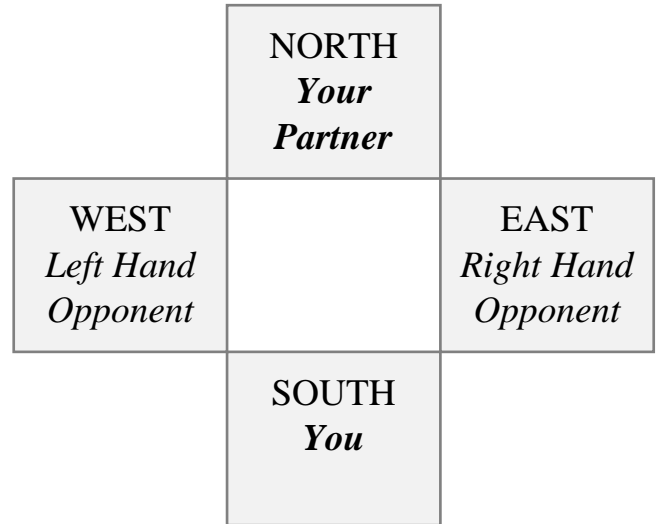 NORTH
Your
Partner
WEST
Left Hand
Opponent
EAST
Right Hand
Opponent
SOUTH
You